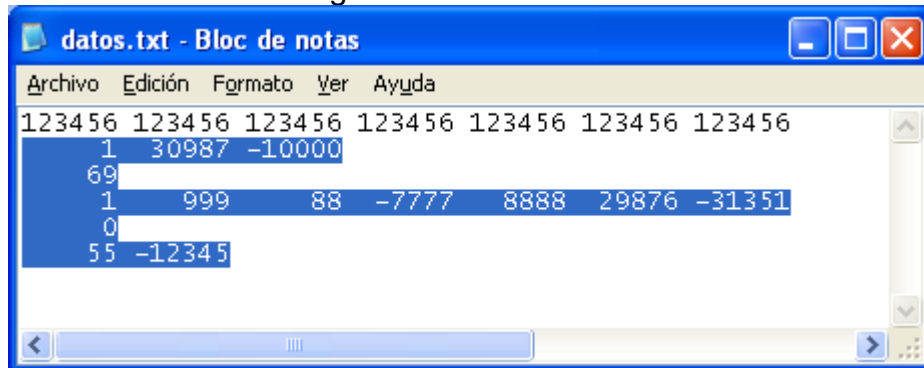 datos.txt - Bloc de notas
Archivo Edición Formato Ver Ayuda
123456 123456 123456 123456 123456 123456 123456
1 30987 -10000
69
1 999 88 -7777 8888 29876 -31351
0
55 -12345